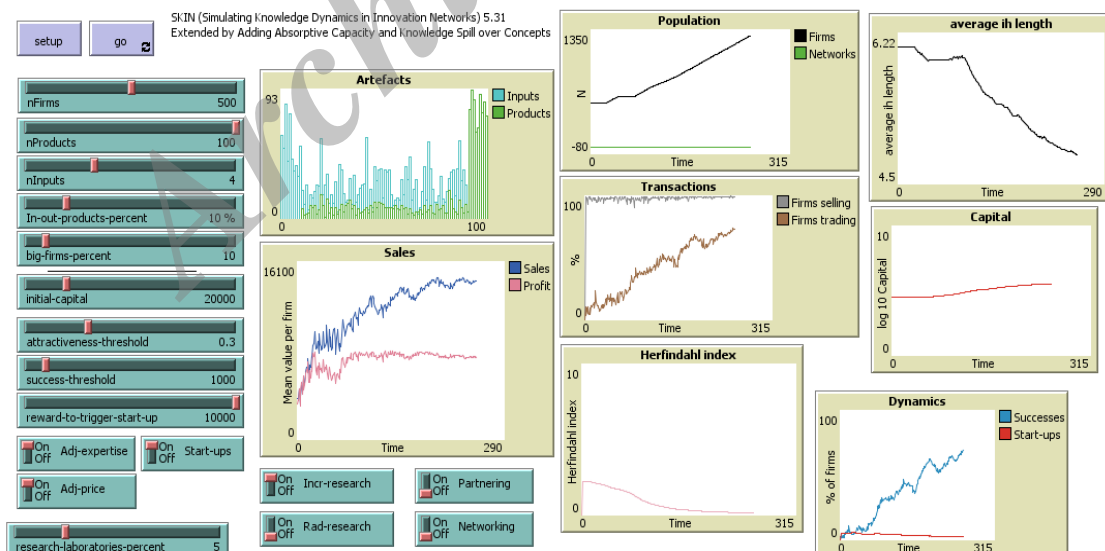 SKIN (Simulating Knowledge Dynamics in Innovation Networks) 5.31
Extended by Adding Absorptive Capacity and Knowledge Spill over Concepts
setup
go
nFirms 500
nProducts 100
nInputs 4
In-out-products-percent 10 %
big-firms-percent 10
initial-capital 20000
attractiveness-threshold 0.3
success-threshold 1000
reward-to-trigger-start-up 10000
On
Off
Adj-expertise
On
Off
Start-ups
On
Off
Adj-price
research-laboratories-percent 5
Artefacts
93
0
0
100
Inputs
Products
Sales
16100
Mean value per firm
0
0
Time
290
Sales
Profit
On
Off
Incr-research
On
Off
Partnering
On
Off
Rad-research
On
Off
Networking
Population
1350
N
-80
0
Time
315
Firms
Networks
Transactions
100
%
0
0
Time
315
Firms selling
Firms trading
Herfindahl index
10
Herfindahl index
0
0
Time
315
average ih length
6.22
average ih length
4.5
0
Time
290
Capital
10
log 10 Capital
0
0
Time
315
Dynamics
100
% of firms
0
0
Time
315
Successes
Start-ups
Arch